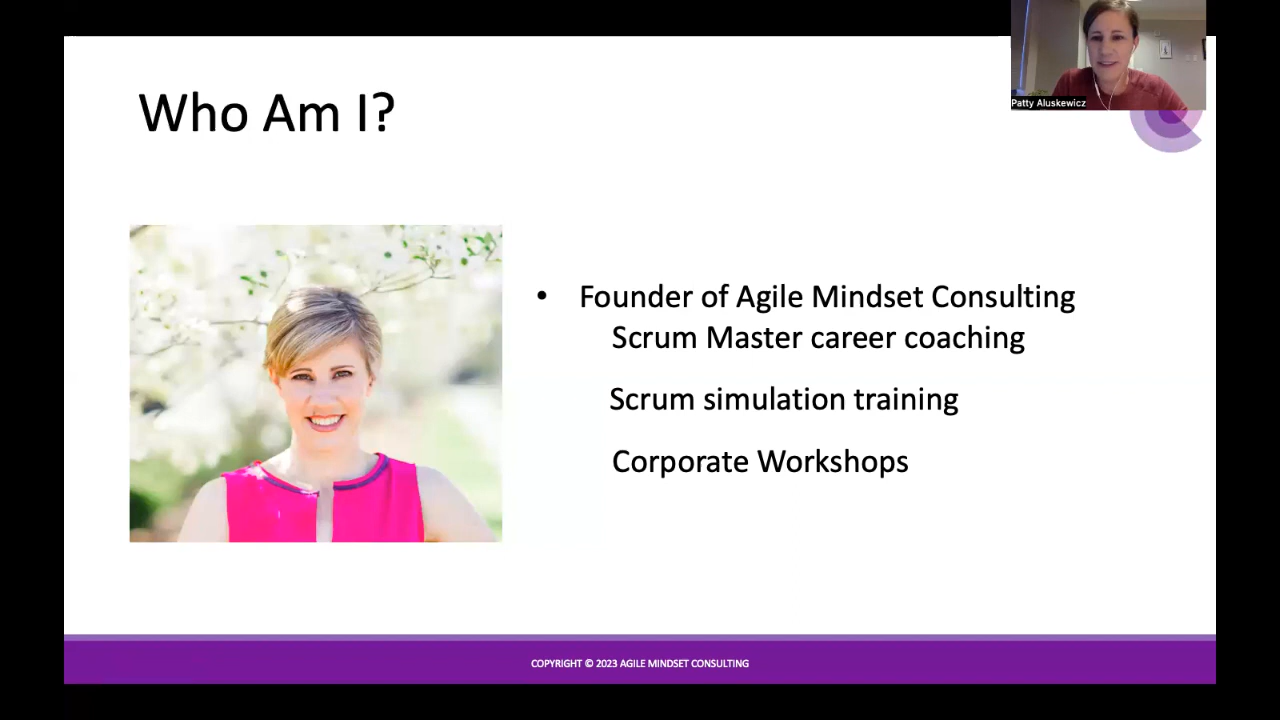 Who Am I?
Patty Aluskewicz
• Founder of Agile Mindset Consulting
Scrum Master career coaching
Scrum simulation training
Corporate Workshops
COPYRIGHT © 2023 AGILE MINDSET CONSULTING